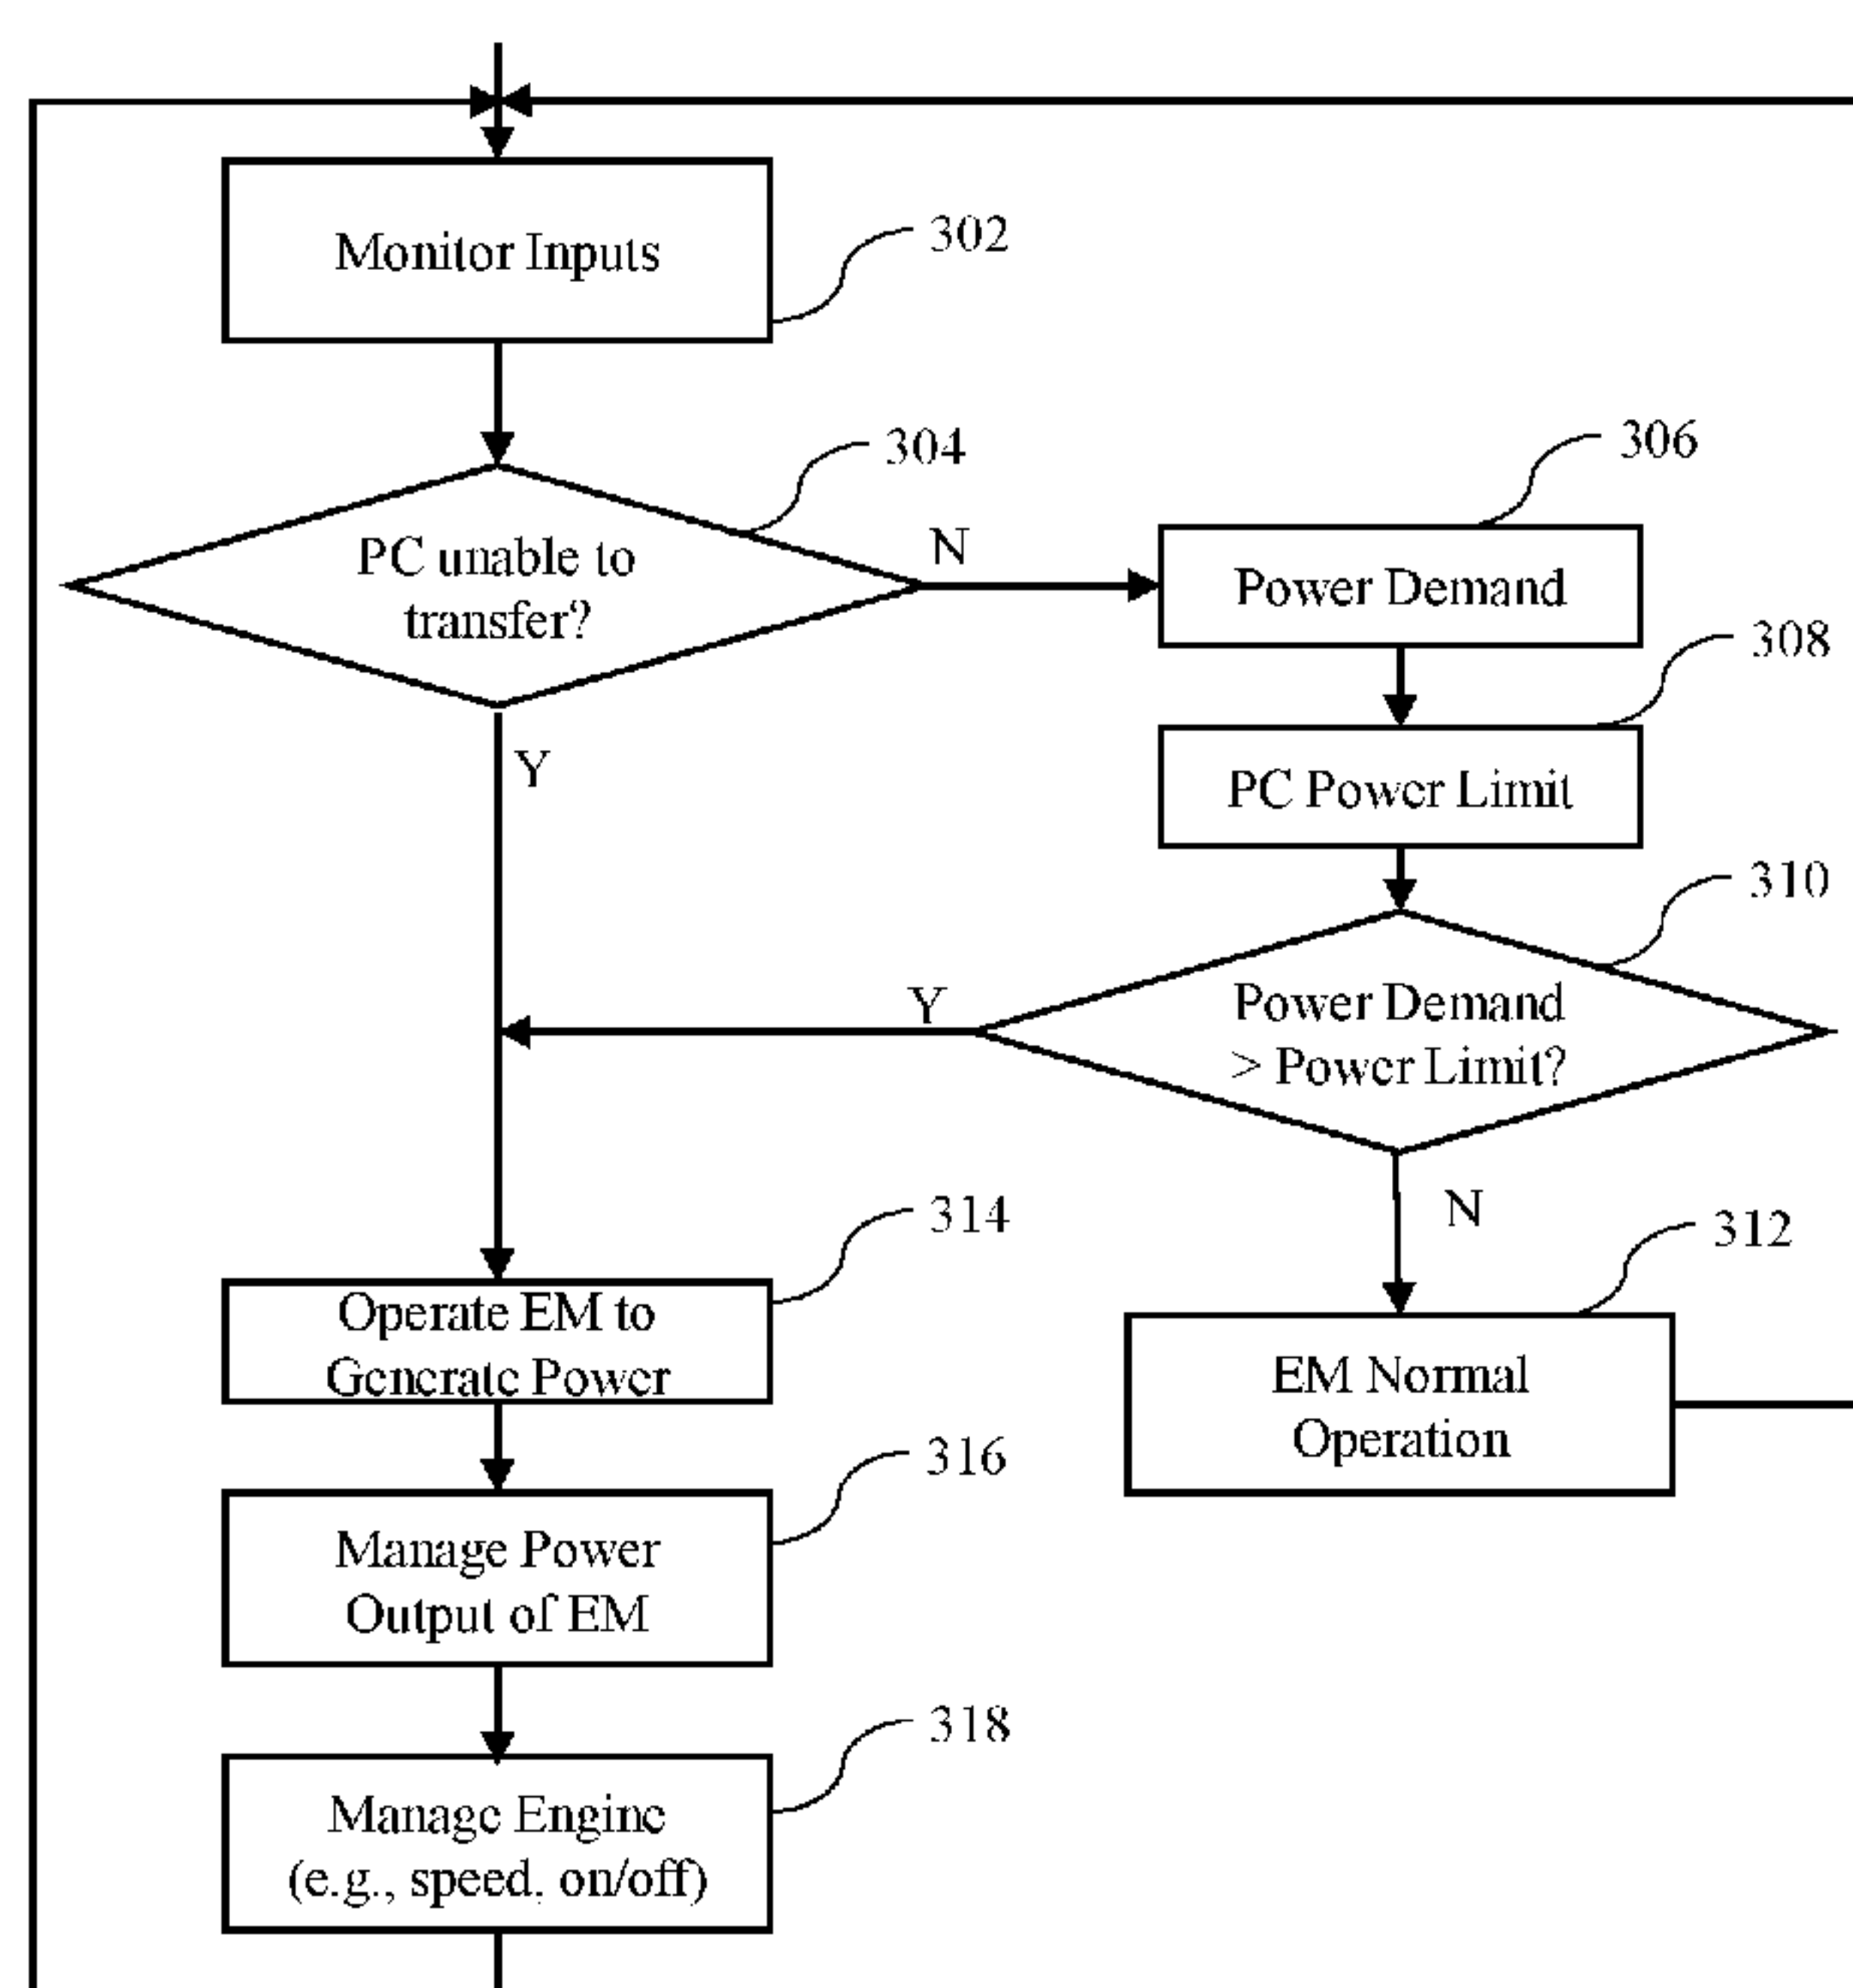 Monitor Inputs
302
304
PC unable to
transfer?
N
306
Power Demand
308
Y
PC Power Limit
310
Power Demand
> Power Limit?
Y
N
312
EM Normal
Operation
314
Operate EM to
Generate Power
316
Manage Power
Output of EM
318
Manage Engine
(e.g., speed, on/off)